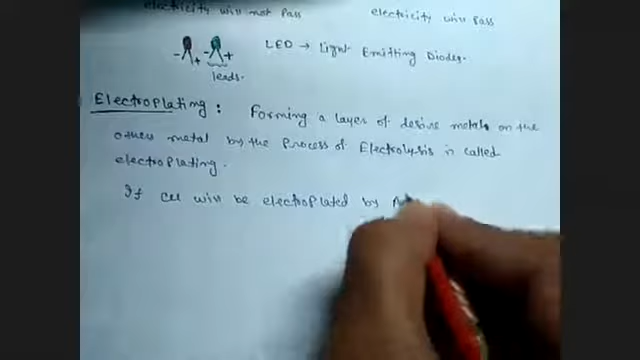 electricity will not pass electricity will pass
- + - + LED → Light Emitting Diodes.
leads.
Electroplating : Forming a layer of desire metals on the
other metal by the Process of Electrolysis is called
electroplating.
If Cu will be electroplated by